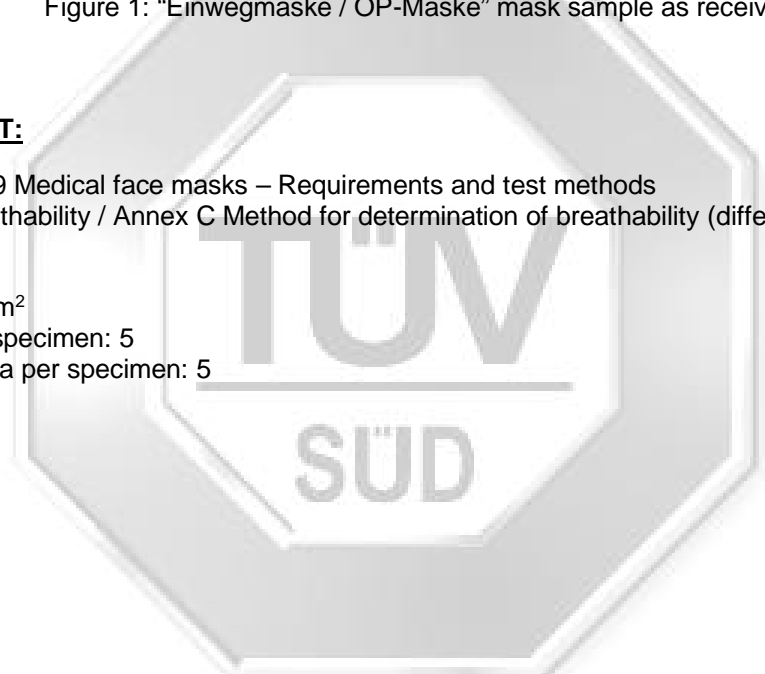 Figure 1: “Einwegmaske / OP-Maske” mask sample as receiv
T:
9 Medical face masks – Requirements and test methods
thability / Annex C Method for determination of breathability (diffe
m²
specimen: 5
a per specimen: 5
TÜV
SÜD